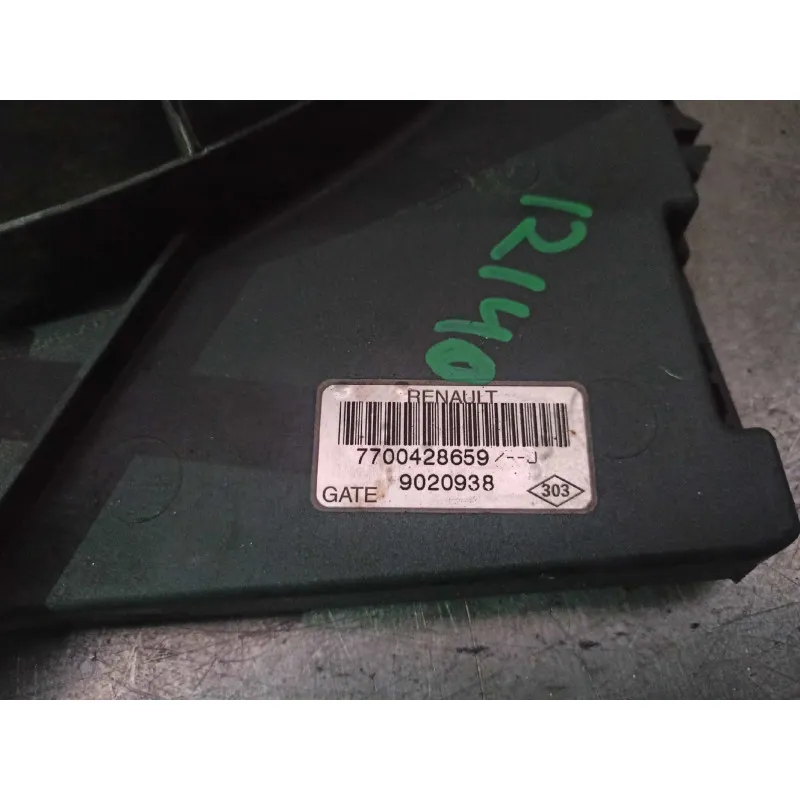 12140
RENAULT
7700428659/--J
GATE 9020938
303